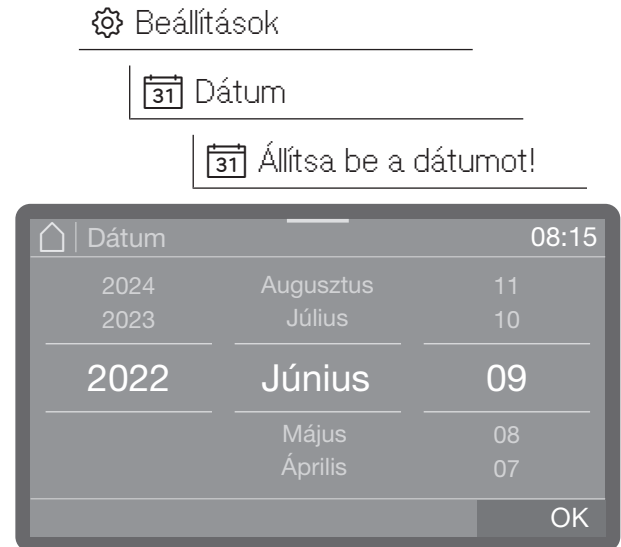 Beállítások
31 Dátum
31 Állítsa be a dátumot!
Dátum 08:15
2024 Augusztus 11
2023 Július 10
2022 Június 09
Május 08
Április 07
OK